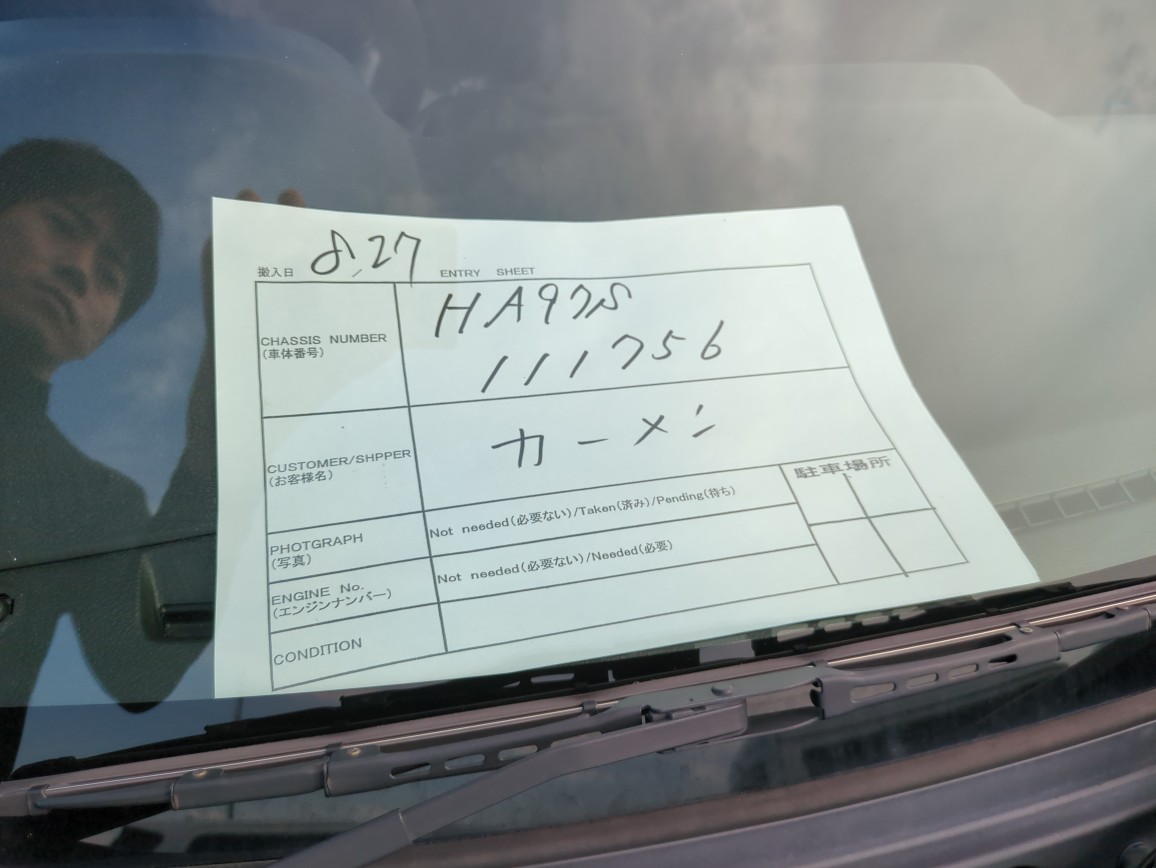 搬入日 8.27 ENTRY SHEET
CHASSIS NUMBER
(車体番号)
HA97S
111756
CUSTOMER/SHPPER
(お客様名)
カーメン
駐車場所
PHOTGRAPH
(写真)
Not needed(必要ない)/Taken(済み)/Pending(待ち)
ENGINE No.
(エンジンナンバー)
Not needed(必要ない)/Needed(必要)
CONDITION